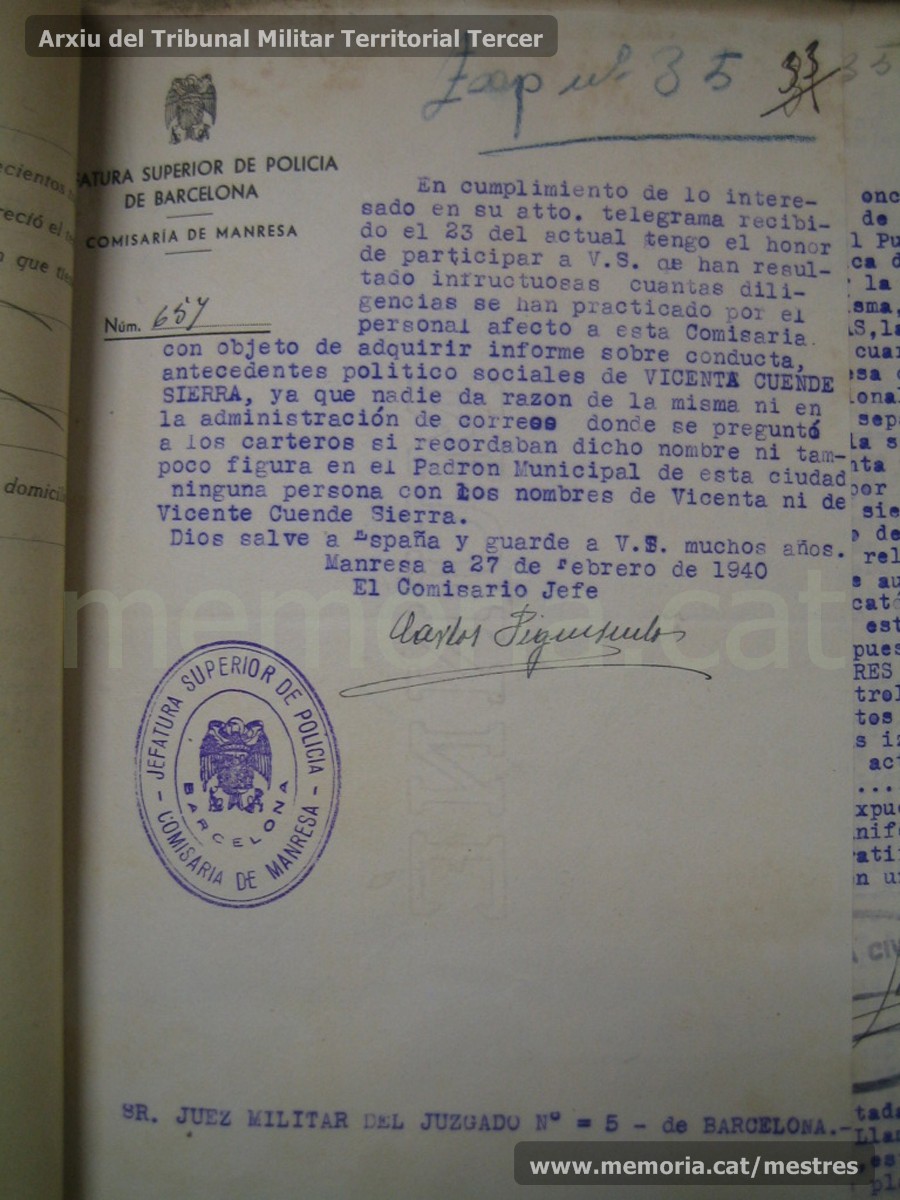 Arxiu del Tribunal Militar Territorial Tercer
nº 35 33
35
FATURA SUPERIOR DE POLICIA
DE BARCELONA
COMISARÍA DE MANRESA
Núm. 657
En cumplimiento de lo intere-
sado en su atto. telegrama recibi-
do el 23 del actual tengo el honor
de participar a V.S. qe han resul-
tado infructuosas cuantas dili-
gencias se han practicado por el
personal afecto a esta Comisaria
con objeto de adquirir informe sobre conducta,
antecedentes politico sociales de VICENTA CUENDE
SIERRA, ya que nadie da razon de la misma ni en
la administración de correos donde se preguntó
a los carteros si recordaban dicho nombre ni tam-
poco figura en el Padron Municipal de esta ciudad
ninguna persona con los nombres de Vicenta ni de
Vicente Cuende Sierra.
Dios salve a España y guarde a V.S. muchos años.
Manresa a 27 de Febrero de 1940
El Comisario Jefe
Carlos
memoria.cat
JEFATURA SUPERIOR DE POLICIA
BARCELONA
- COMISARIA DE MANRESA -
SR. JUEZ MILITAR DEL JUZGADO Nº = 5 - de BARCELONA.-
www.memoria.cat/mestres